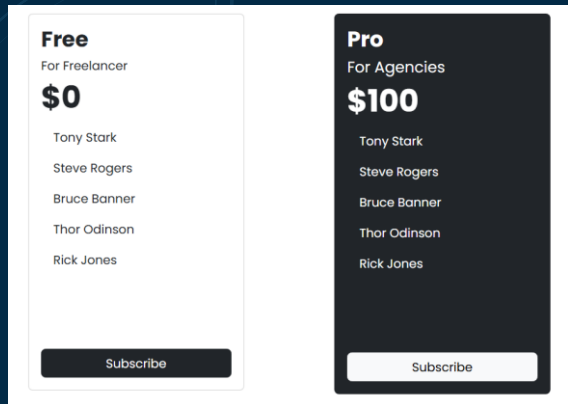 Free
For Freelancer
$0
Tony Stark
Steve Rogers
Bruce Banner
Thor Odinson
Rick Jones
Subscribe
Pro
For Agencies
$100
Tony Stark
Steve Rogers
Bruce Banner
Thor Odinson
Rick Jones
Subscribe